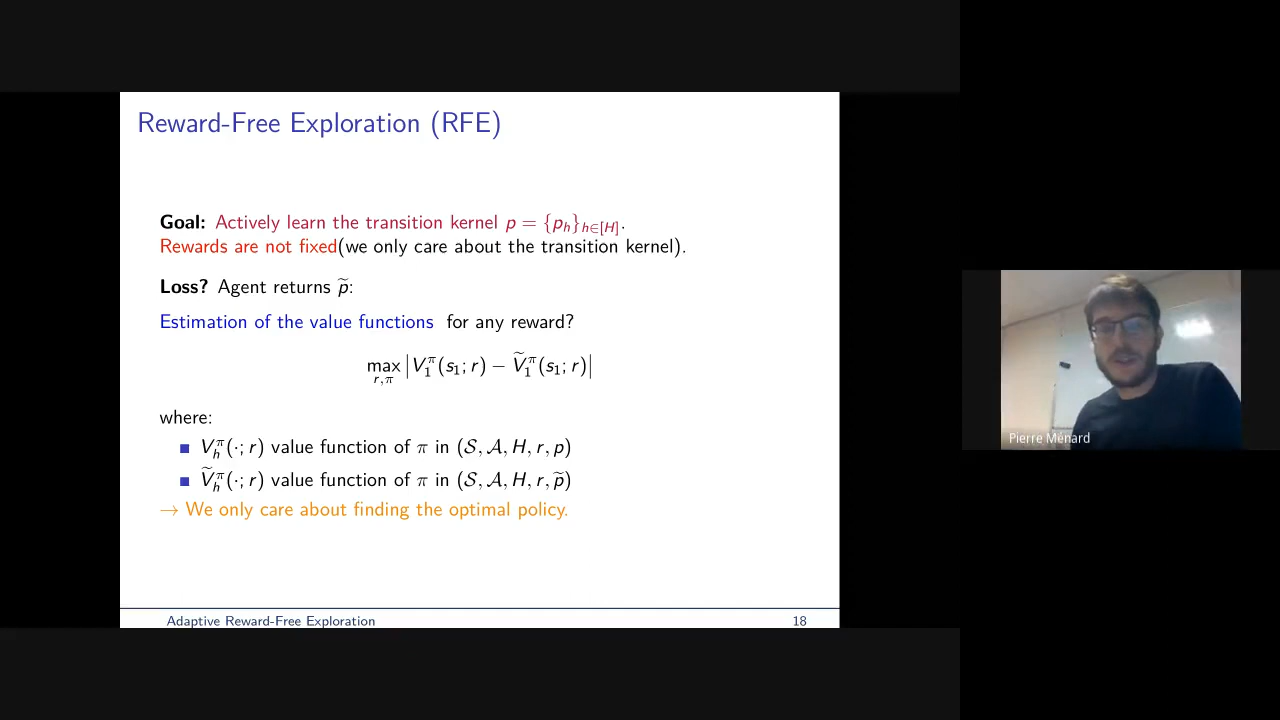 Reward-Free Exploration (RFE)
Goal: Actively learn the transition kernel p = {p_h}_{h∈[H]}.
Rewards are not fixed(we only care about the transition kernel).
Loss? Agent returns p̃:
Estimation of the value functions for any reward?
max_{r,π} |V_1^π(s_1; r) − Ṽ_1^π(s_1; r)|
where:
■ V_h^π(·; r) value function of π in (𝒮, 𝒜, H, r, p)
■ Ṽ_h^π(·; r) value function of π in (𝒮, 𝒜, H, r, p̃)
→ We only care about finding the optimal policy.
Adaptive Reward-Free Exploration 18
Pierre Ménard